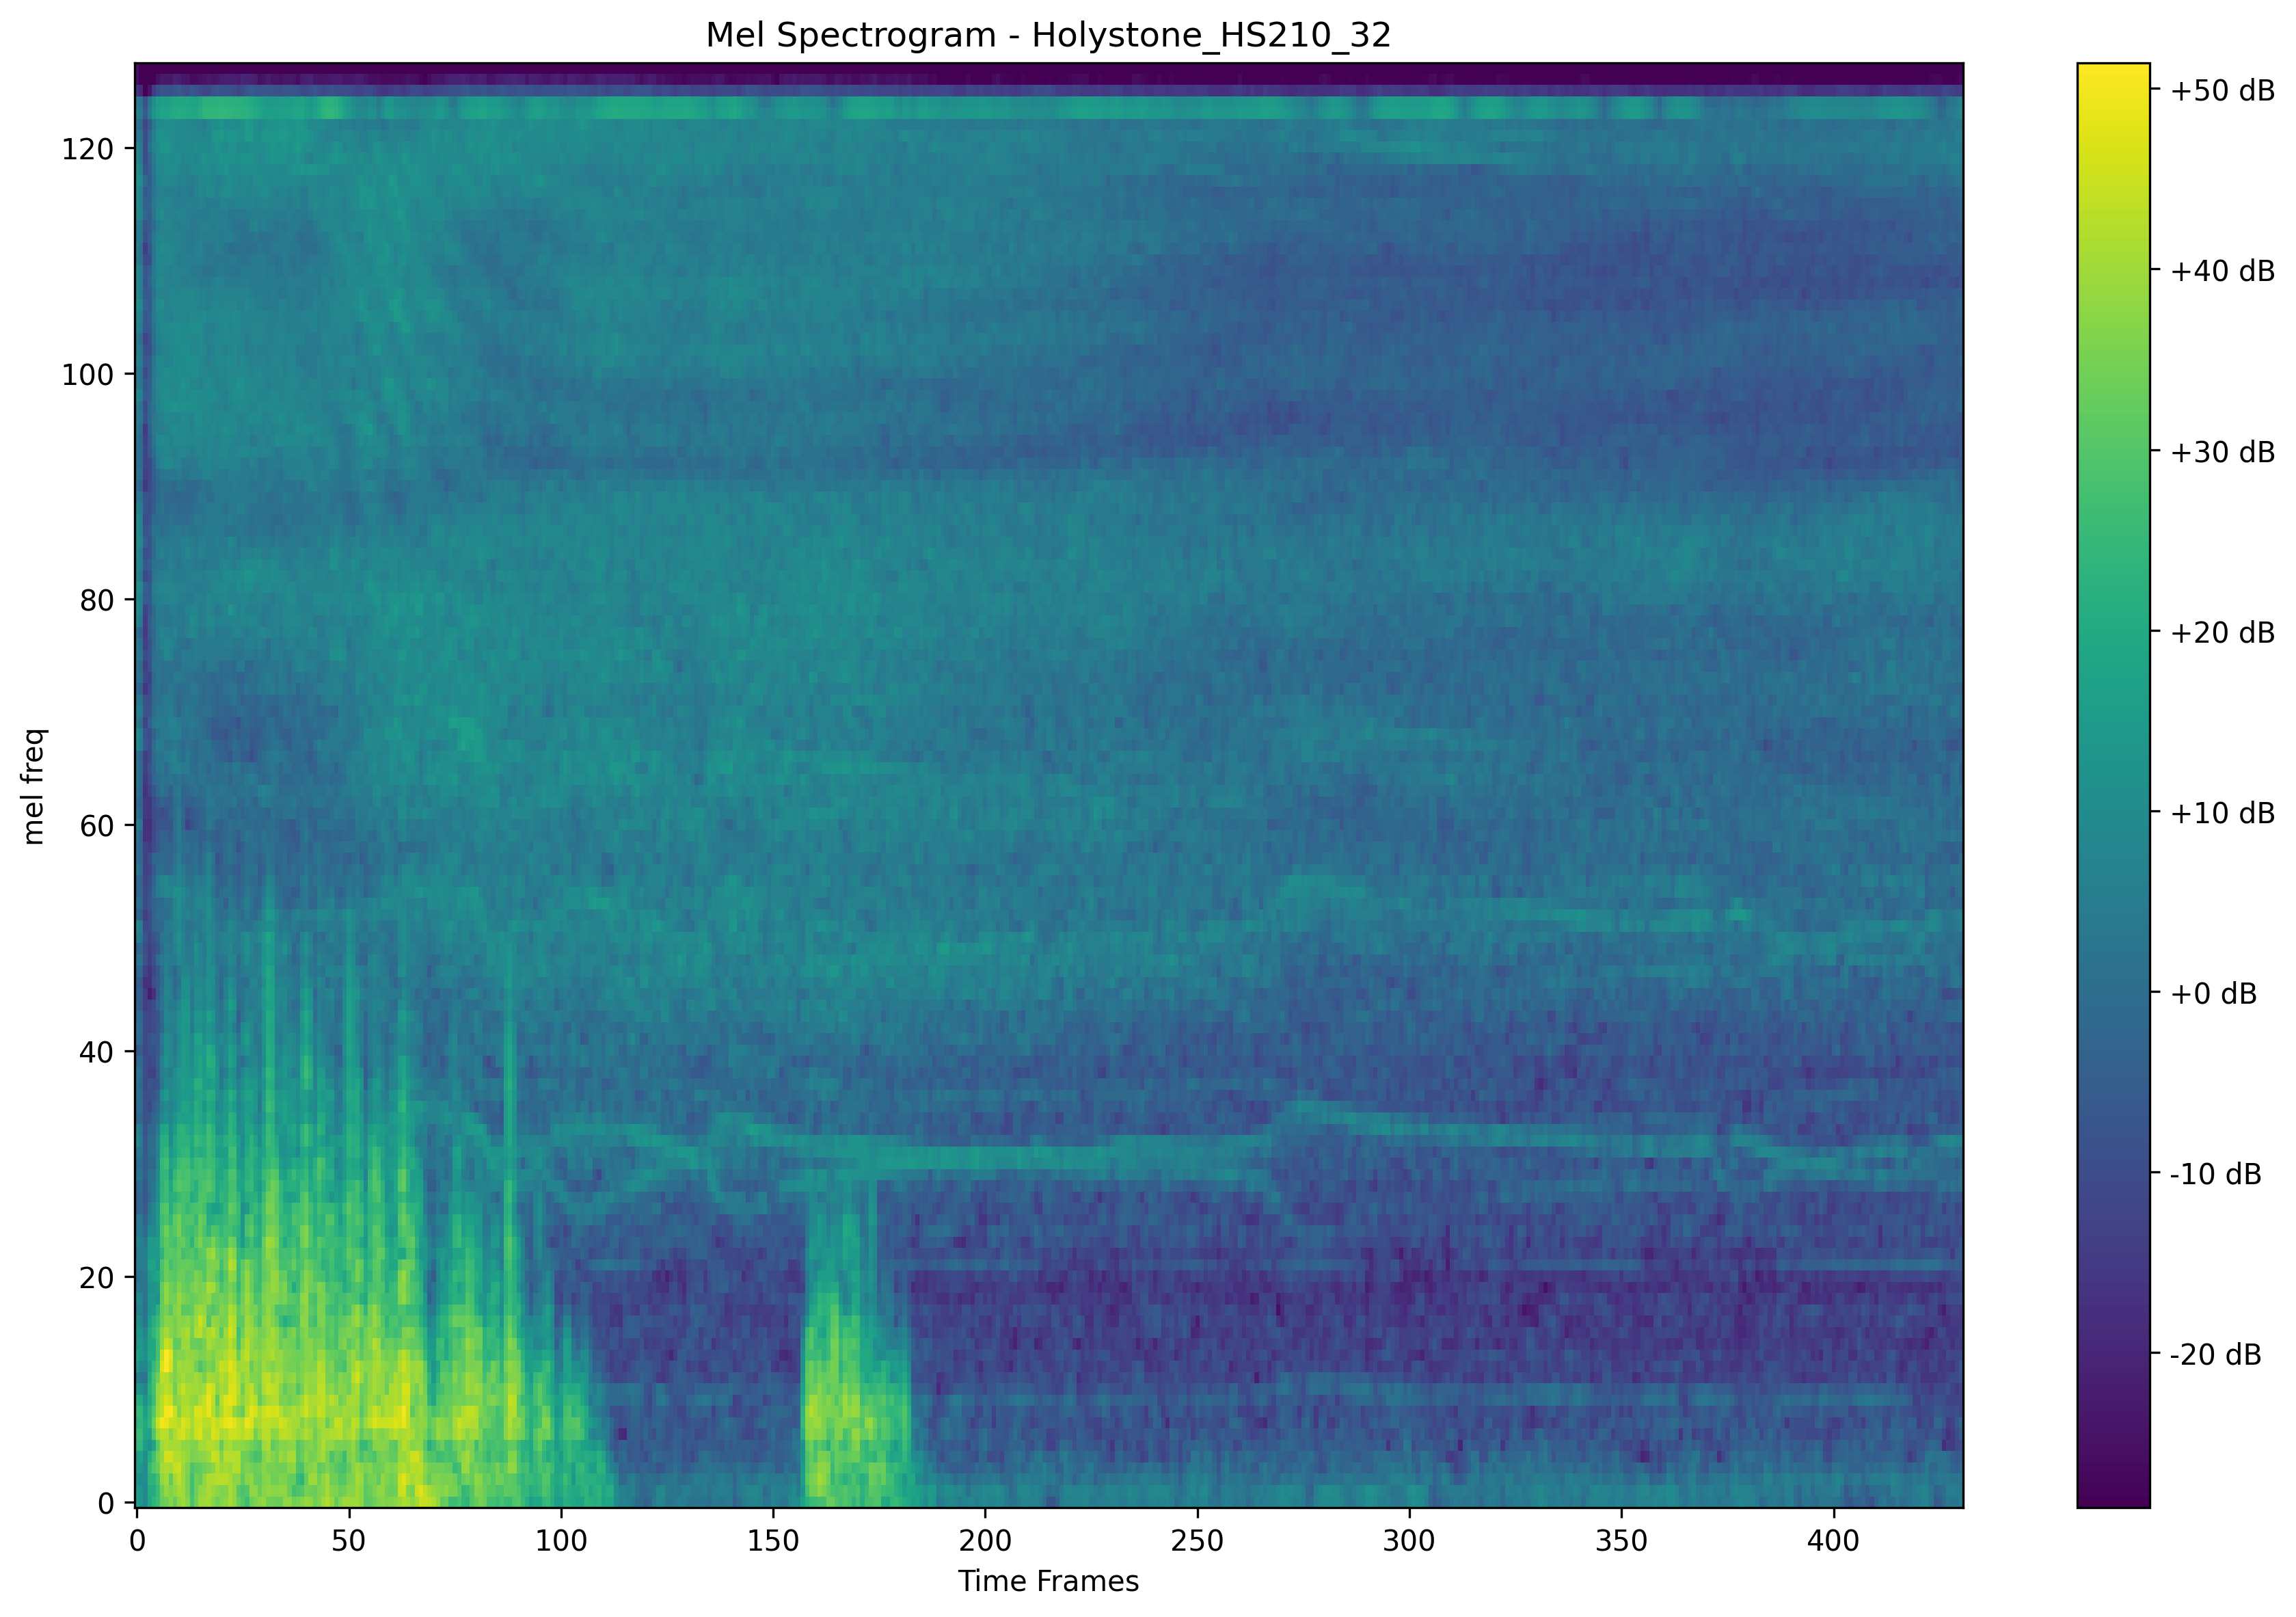 Mel Spectrogram - Holystone_HS210_32
mel freq
120
100
80
60
40
20
0
0 50 100 150 200 250 300 350 400
Time Frames
+50 dB
+40 dB
+30 dB
+20 dB
+10 dB
+0 dB
-10 dB
-20 dB